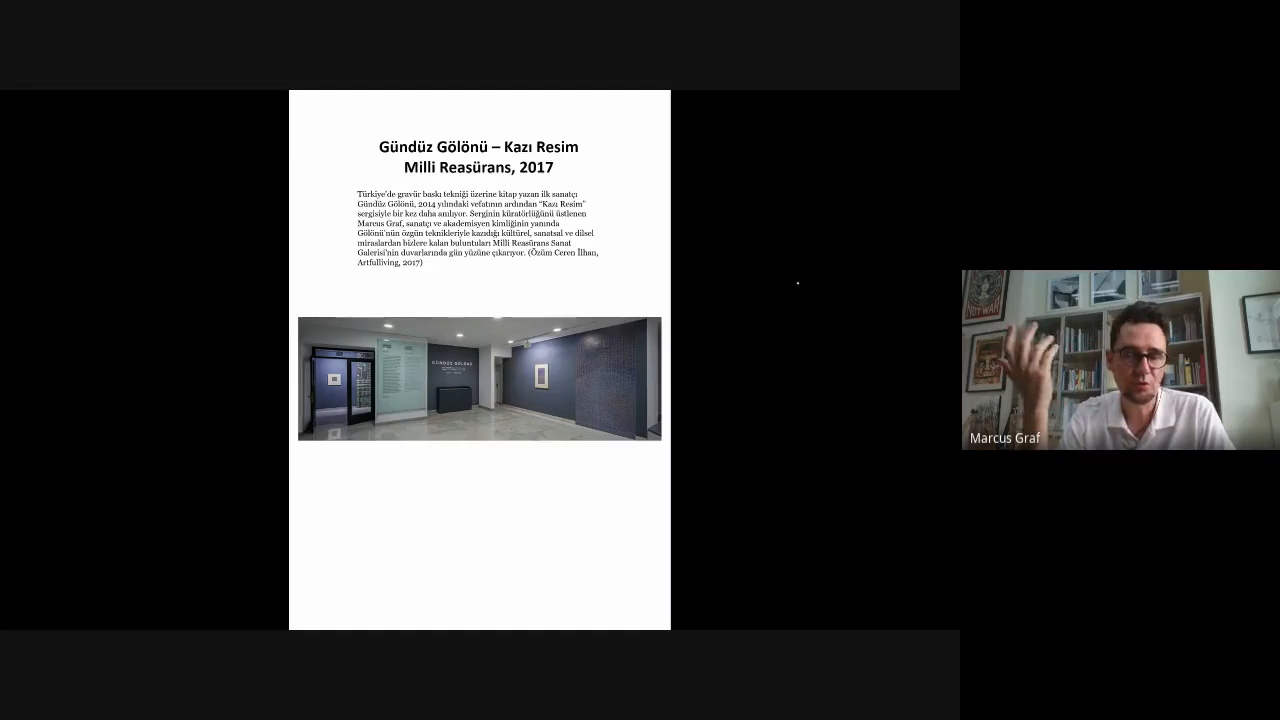 Gündüz Gölönü – Kazı Resim
Milli Reasürans, 2017
Türkiye'de gravür baskı tekniği üzerine kitap yazan ilk sanatçı
Gündüz Gölönü, 2014 yılındaki vefatının ardından "Kazı Resim"
sergisiyle bir kez daha anılıyor. Serginin küratörlüğünü üstlenen
Marcus Graf, sanatçı ve akademisyen kimliğinin yanında
Gölönü'nün özgün teknikleriyle kazıdığı kültürel, sanatsal ve dilsel
miraslardan bizlere kalan buluntuları Milli Reasürans Sanat
Galerisi'nin duvarlarında gün yüzüne çıkarıyor. (Özüm Ceren İlhan,
Artfulliving, 2017)
GÜNDÜZ GÖLÖNÜ
NOT WAR
Marcus Graf